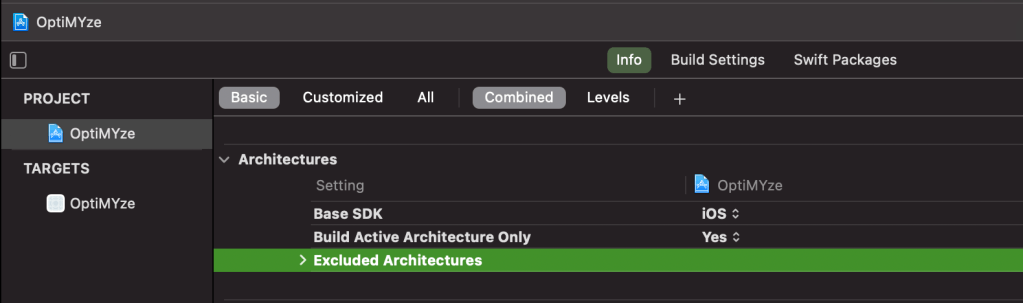 OptiMYze
Info Build Settings Swift Packages
PROJECT
Basic Customized All Combined Levels +
OptiMYze
Architectures
TARGETS
Setting OptiMYze
OptiMYze
Base SDK iOS
Build Active Architecture Only Yes
Excluded Architectures